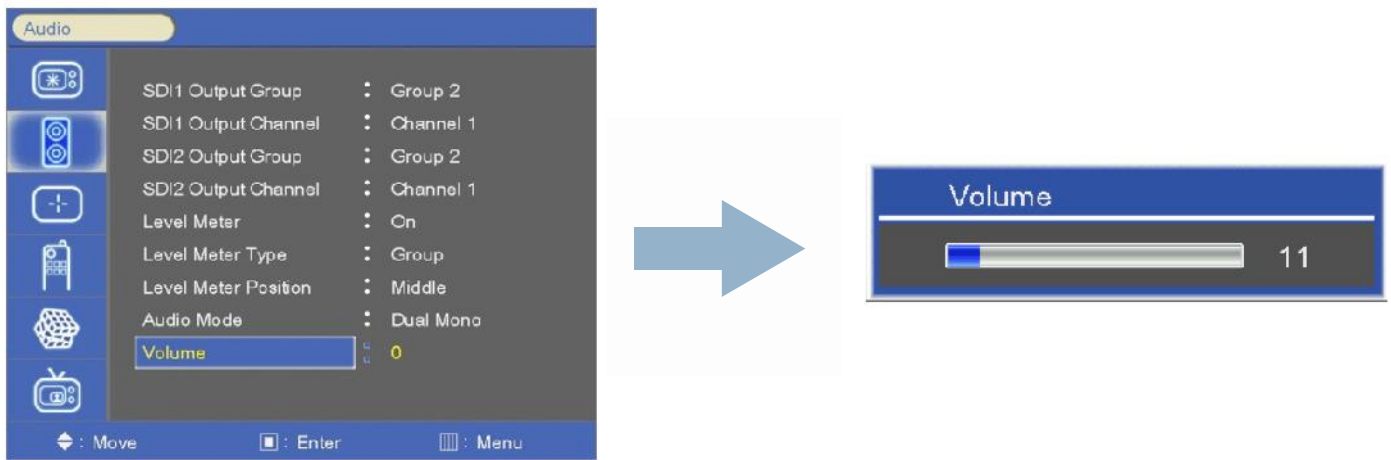 Audio
SDI1 Output Group : Group 2
SDI1 Output Channel : Channel 1
SDI2 Output Group : Group 2
SDI2 Output Channel : Channel 1
Level Meter : On
Level Meter Type : Group
Level Meter Position : Middle
Audio Mode : Dual Mono
Volume : 0
: Move : Enter : Menu
Volume
11